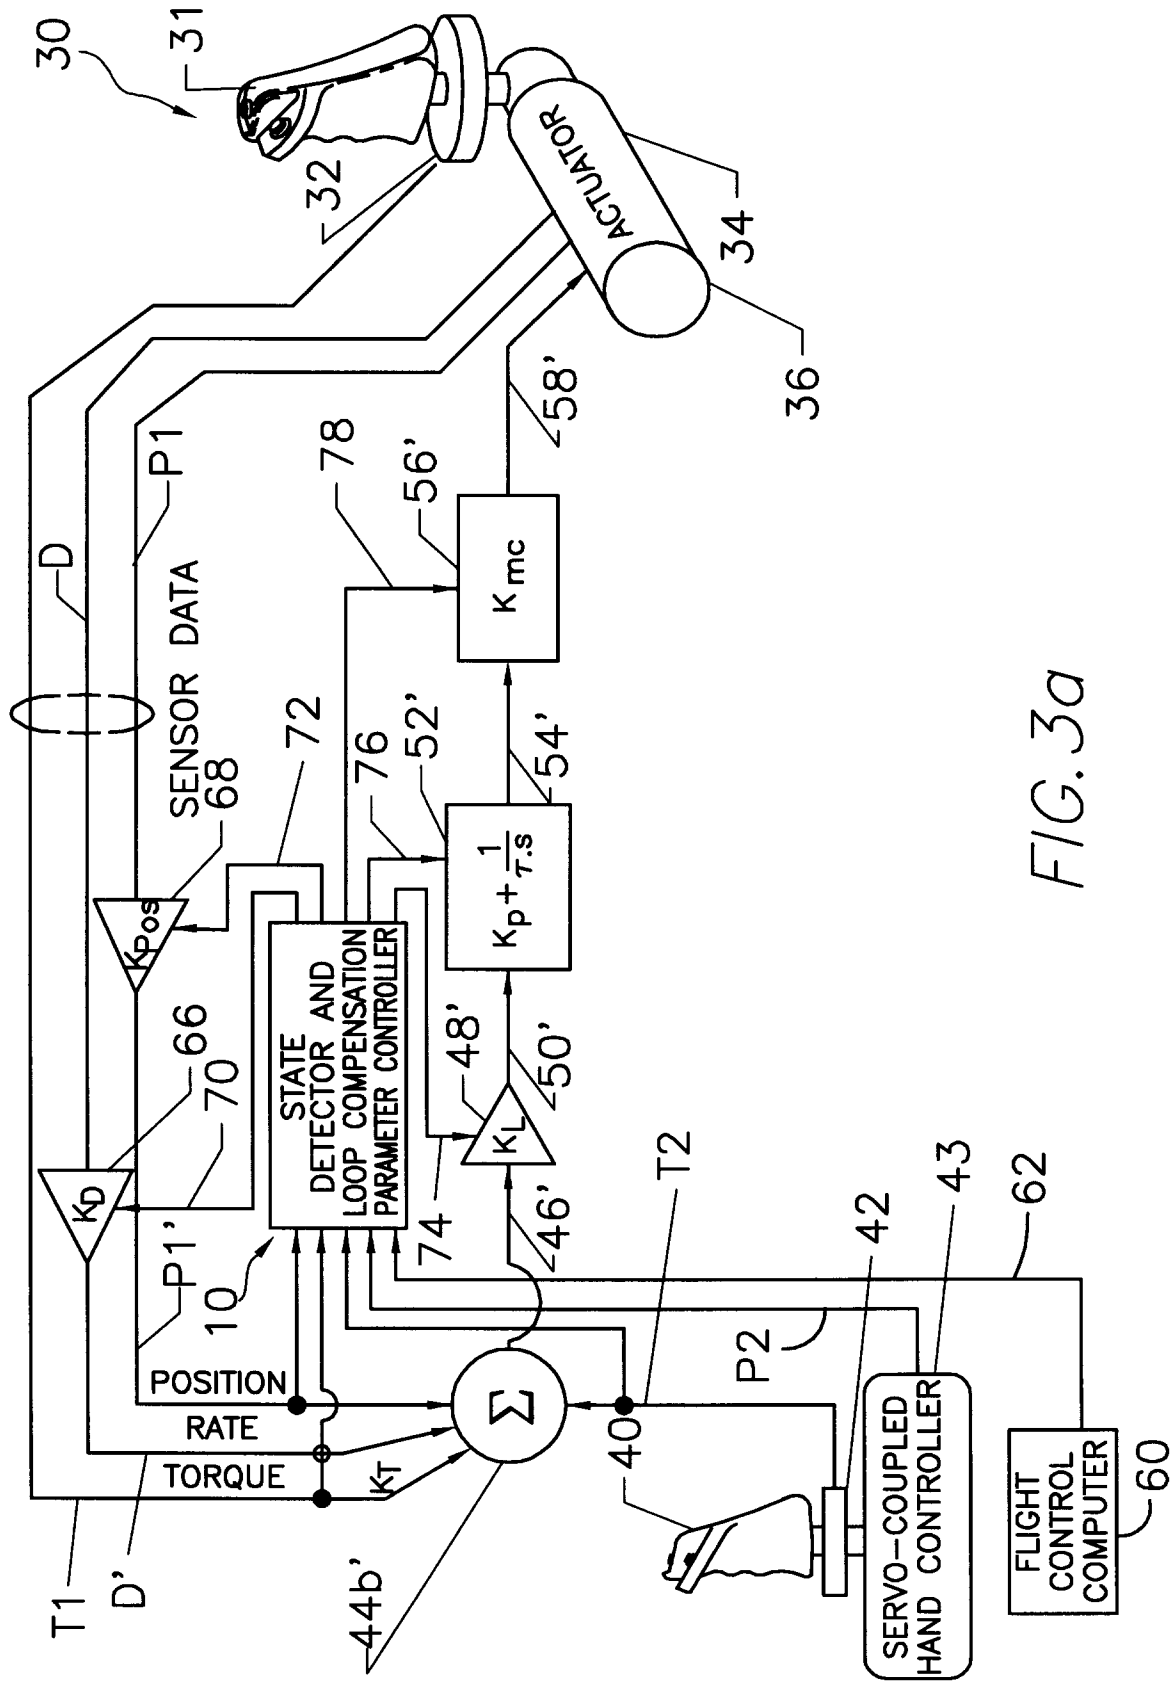 30
31
32
ACTUATOR
34
36
58'
78
56'
Kmc
P1
D
SENSOR DATA
68
KPos
72
76
52'
54'
Kp + 1/τ.s
66
70
KD
STATE
DETECTOR AND
LOOP COMPENSATION
PARAMETER CONTROLLER
10
74
48'
KL
50'
46'
P1'
POSITION
RATE
TORQUE
KT
T1
D'
Σ
44b'
T2
P2
62
40
42
43
SERVO-COUPLED
HAND CONTROLLER
FLIGHT
CONTROL
COMPUTER
60
FIG. 3a